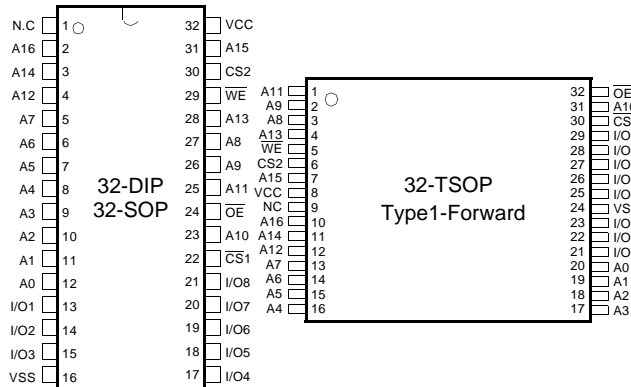 N.C 1 32 VCC
A16 2 31 A15
A14 3 30 CS2
A12 4 29 WE
A7 5 28 A13
A6 6 27 A8
A5 7 26 A9
A4 8 25 A11
A3 9 24 OE
A2 10 23 A10
A1 11 22 CS1
A0 12 21 I/O8
I/O1 13 20 I/O7
I/O2 14 19 I/O6
I/O3 15 18 I/O5
VSS 16 17 I/O4
32-DIP
32-SOP
A11 1 32 OE
A9 2 31
A8 3 30 CS
A13 4 29 I/O
WE 5 28 I/O
CS2 6 27 I/O
A15 7 26 I/O
VCC 8 25 I/O
NC 9 24 VS
A16 10 23 I/O
A14 11 22 I/O
A12 12 21 I/O
A7 13 20 A0
A6 14 19 A1
A5 15 18 A2
A4 16 17 A3
32-TSOP
Type1-Forward